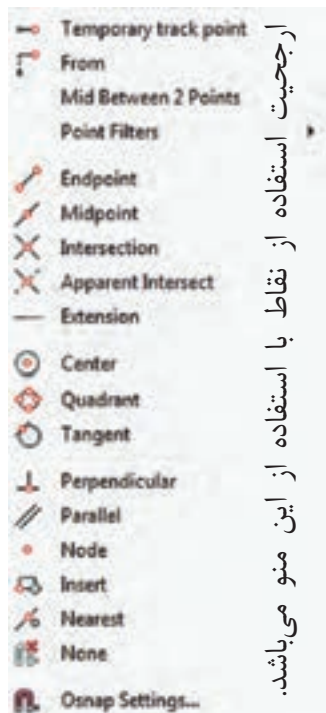 Temporary track point
From
Mid Between 2 Points
Point Filters
Endpoint
Midpoint
Intersection
Apparent Intersect
Extension
Center
Quadrant
Tangent
Perpendicular
Parallel
Node
Insert
Nearest
None
Osnap Settings...
ارجحیت استفاده از نقاط با استفاده از این منو می‌باشد.